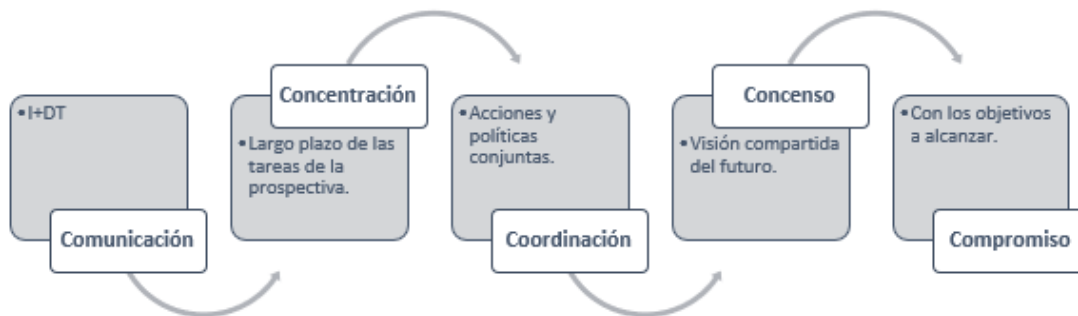 • I+DT
Comunicación
Concentración
• Largo plazo de las
tareas de la
prospectiva.
• Acciones y
políticas
conjuntas.
Coordinación
Concenso
• Visión compartida
del futuro.
• Con los objetivos
a alcanzar.
Compromiso